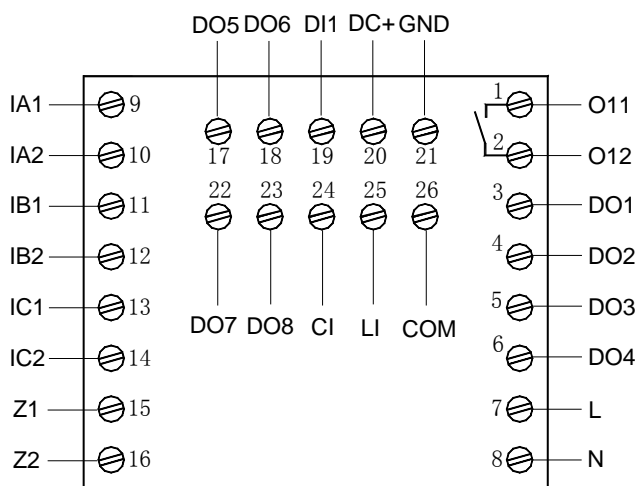 DO5 DO6 DI1 DC+ GND
IA1 9 1 O11
17 18 19 20 21
IA2 10 2 O12
22 23 24 25 26
IB1 11 3 DO1
IB2 12 4 DO2
IC1 13 5 DO3
DO7 DO8 CI LI COM
IC2 14 6 DO4
Z1 15 7 L
Z2 16 8 N